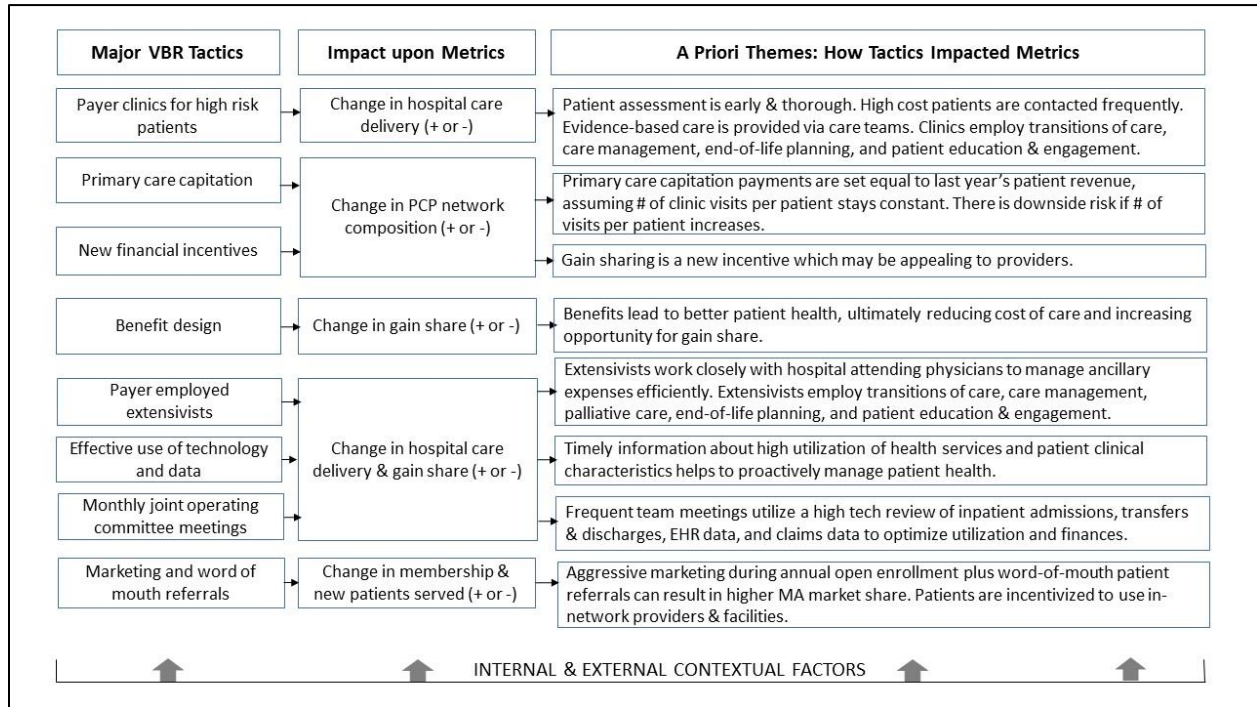 Major VBR Tactics
Impact upon Metrics
A Priori Themes: How Tactics Impacted Metrics
Payer clinics for high risk
patients
Change in hospital care
delivery (+ or -)
Patient assessment is early & thorough. High cost patients are contacted frequently.
Evidence-based care is provided via care teams. Clinics employ transitions of care,
care management, end-of-life planning, and patient education & engagement.
Primary care capitation
Change in PCP network
composition (+ or -)
Primary care capitation payments are set equal to last year's patient revenue,
assuming # of clinic visits per patient stays constant. There is downside risk if # of
visits per patient increases.
New financial incentives
Gain sharing is a new incentive which may be appealing to providers.
Benefit design
Change in gain share (+ or -)
Benefits lead to better patient health, ultimately reducing cost of care and increasing
opportunity for gain share.
Payer employed
extensivists
Change in hospital care
delivery & gain share (+ or -)
Extensivists work closely with hospital attending physicians to manage ancillary
expenses efficiently. Extensivists employ transitions of care, care management,
palliative care, end-of-life planning, and patient education & engagement.
Effective use of technology
and data
Timely information about high utilization of health services and patient clinical
characteristics helps to proactively manage patient health.
Monthly joint operating
committee meetings
Frequent team meetings utilize a high tech review of inpatient admissions, transfers
& discharges, EHR data, and claims data to optimize utilization and finances.
Marketing and word of
mouth referrals
Change in membership &
new patients served (+ or -)
Aggressive marketing during annual open enrollment plus word-of-mouth patient
referrals can result in higher MA market share. Patients are incentivized to use in-
network providers & facilities.
INTERNAL & EXTERNAL CONTEXTUAL FACTORS